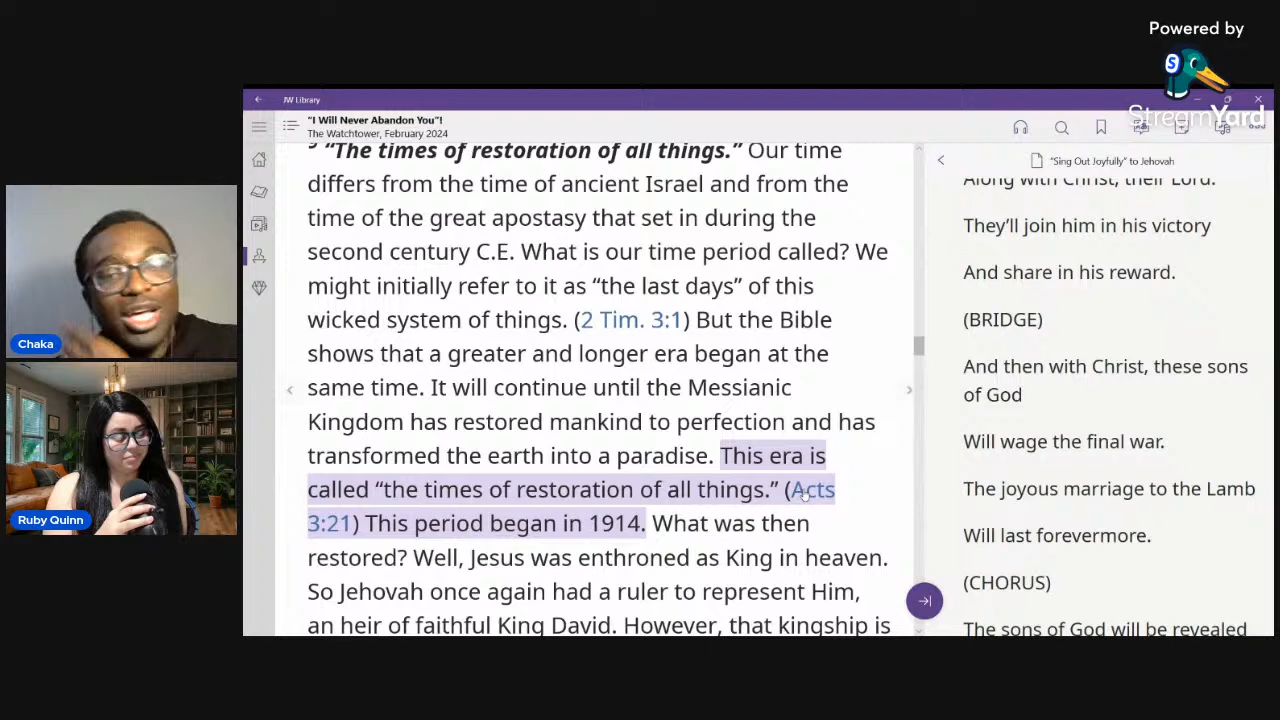 Powered by
S
StreamYard
JW Library
"I Will Never Abandon You"!
The Watchtower, February 2024
9 "The times of restoration of all things." Our time
differs from the time of ancient Israel and from the
time of the great apostasy that set in during the
second century C.E. What is our time period called? We
might initially refer to it as "the last days" of this
wicked system of things. (2 Tim. 3:1) But the Bible
shows that a greater and longer era began at the
same time. It will continue until the Messianic
Kingdom has restored mankind to perfection and has
transformed the earth into a paradise. This era is
called "the times of restoration of all things." (Acts
3:21) This period began in 1914. What was then
restored? Well, Jesus was enthroned as King in heaven.
So Jehovah once again had a ruler to represent Him,
an heir of faithful King David. However, that kingship is
"Sing Out Joyfully" to Jehovah
Along with Christ, their Lord.
They'll join him in his victory
And share in his reward.
(BRIDGE)
And then with Christ, these sons
of God
Will wage the final war.
The joyous marriage to the Lamb
Will last forevermore.
(CHORUS)
The sons of God will be revealed
Chaka
Ruby Quinn